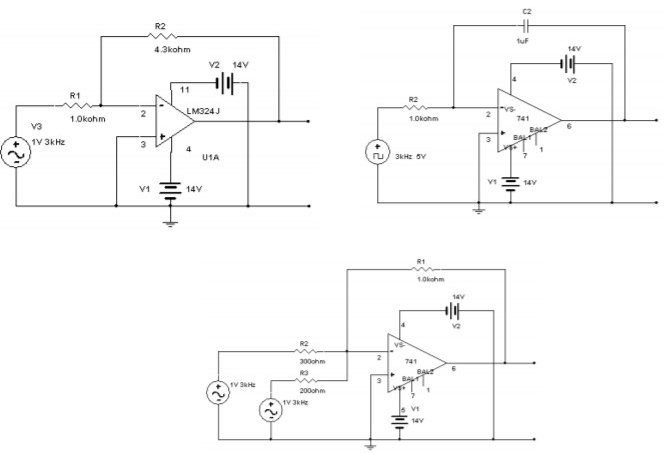 R2
4.3kohm
V2 14V
11
R1
1.0kohm
2
LM324J
V3
1V 3kHz
3
4
U1A
V1 14V
C2
1uF
14V
V2
4
R2
1.0kohm
2
VS-
741
6
BAL2
BAL1
3
VS+
7
1
3kHz 5V
V1 14V
R1
1.0kohm
14V
V2
4
R2
300ohm
2
VS-
741
6
R3
200ohm
3
BAL2
BAL1
VS+
7
1
1V 3kHz
1V 3kHz
5
V1
14V